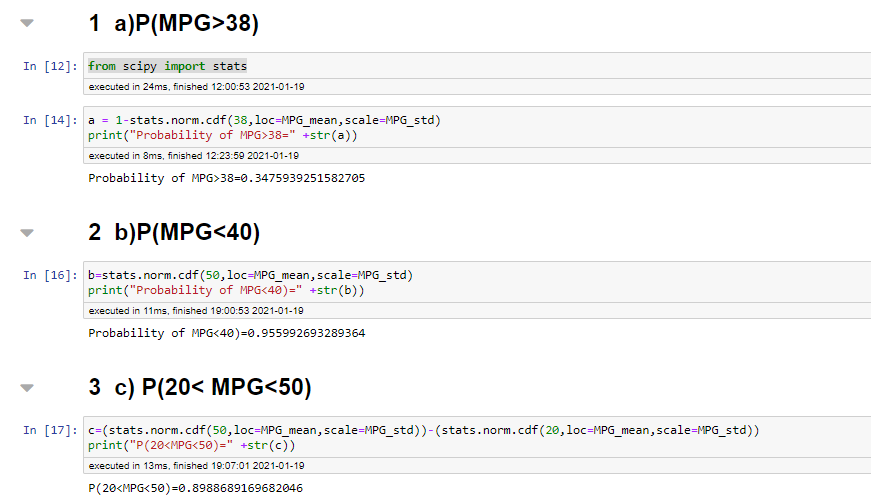 1 a)P(MPG>38)
In [12]: from scipy import stats
executed in 24ms, finished 12:00:53 2021-01-19
In [14]: a = 1-stats.norm.cdf(38,loc=MPG_mean,scale=MPG_std)
print("Probability of MPG>38=" +str(a))
executed in 8ms, finished 12:23:59 2021-01-19
Probability of MPG>38=0.3475939251582705
2 b)P(MPG<40)
In [16]: b=stats.norm.cdf(50,loc=MPG_mean,scale=MPG_std)
print("Probability of MPG<40)=" +str(b))
executed in 11ms, finished 19:00:53 2021-01-19
Probability of MPG<40)=0.955992693289364
3 c) P(20< MPG<50)
In [17]: c=(stats.norm.cdf(50,loc=MPG_mean,scale=MPG_std))-(stats.norm.cdf(20,loc=MPG_mean,scale=MPG_std))
print("P(20<MPG<50)=" +str(c))
executed in 13ms, finished 19:07:01 2021-01-19
P(20<MPG<50)=0.8988689169682046